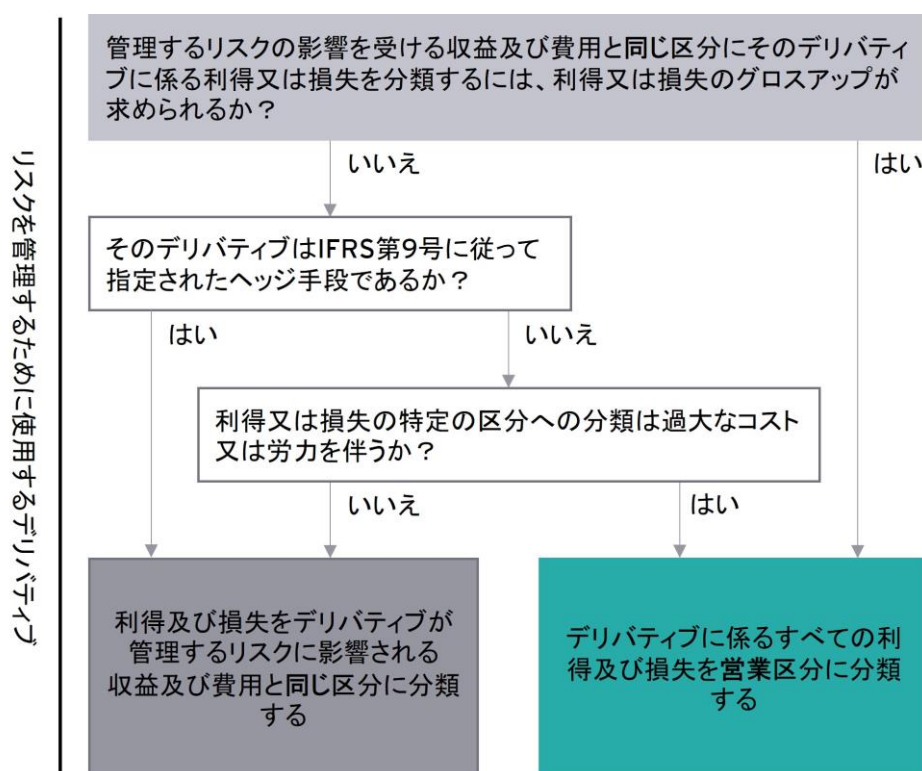 リスクを管理するために使用するデリバティブ
管理するリスクの影響を受ける収益及び費用と同じ区分にそのデリバティ
ブに係る利得又は損失を分類するには、利得又は損失のグロスアップが
求められるか?
いいえ
はい
そのデリバティブはIFRS第9号に従って
指定されたヘッジ手段であるか?
はい
いいえ
利得又は損失の特定の区分への分類は過大なコスト
又は労力を伴うか?
いいえ
はい
利得及び損失をデリバティブが
管理するリスクに影響される
収益及び費用と同じ区分に分類
する
デリバティブに係るすべての利
得及び損失を営業区分に分類
する